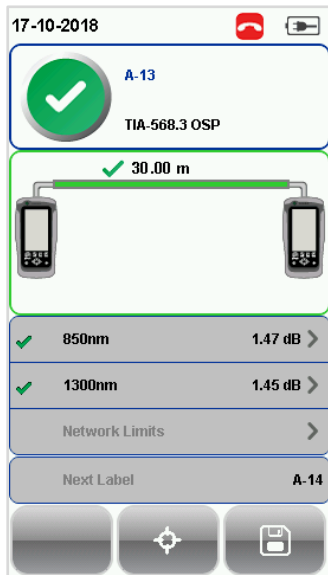 17-10-2018
A-13
TIA-568.3 OSP
30.00 m
850nm 1.47 dB
1300nm 1.45 dB
Network Limits
Next Label A-14